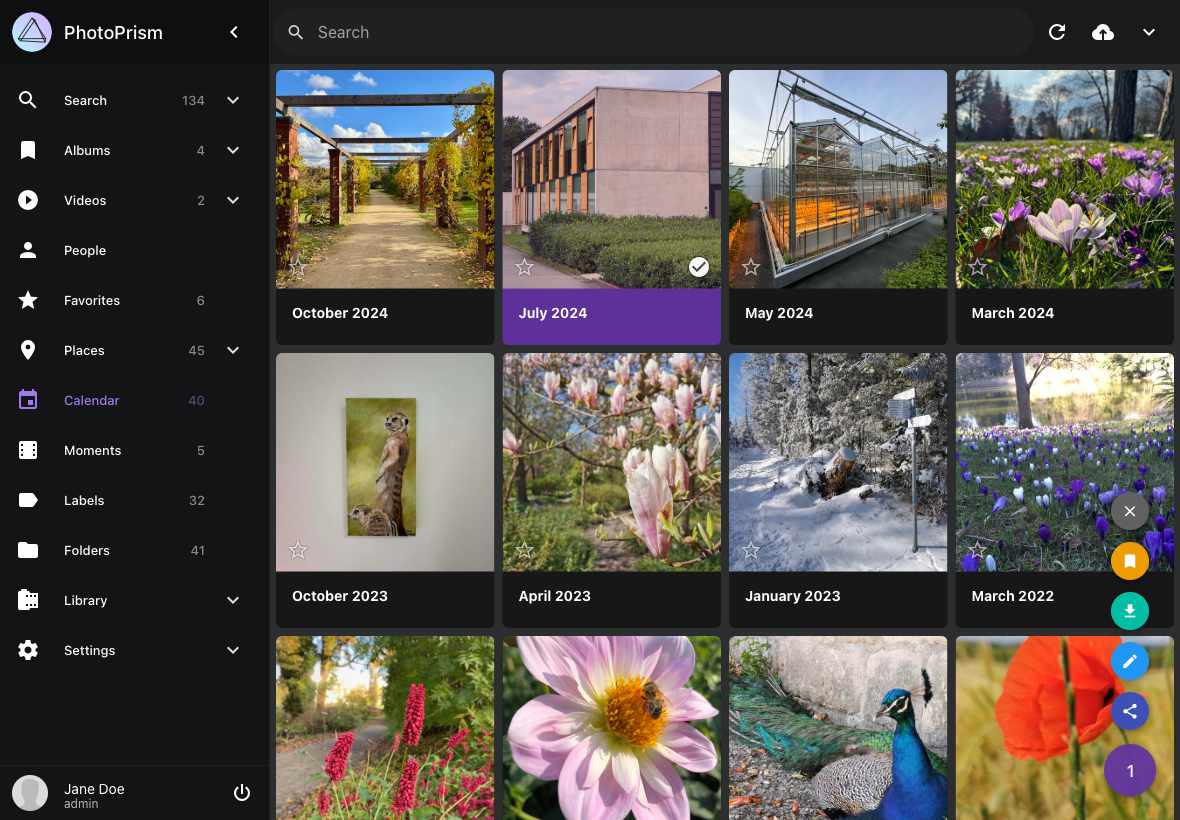 PhotoPrism
Search
Search 134
Albums 4
Videos 2
People
Favorites 6
Places 45
Calendar 40
Moments 5
Labels 32
Folders 41
Library
Settings
Jane Doe
admin
October 2024
July 2024
May 2024
March 2024
October 2023
April 2023
January 2023
March 2022
1